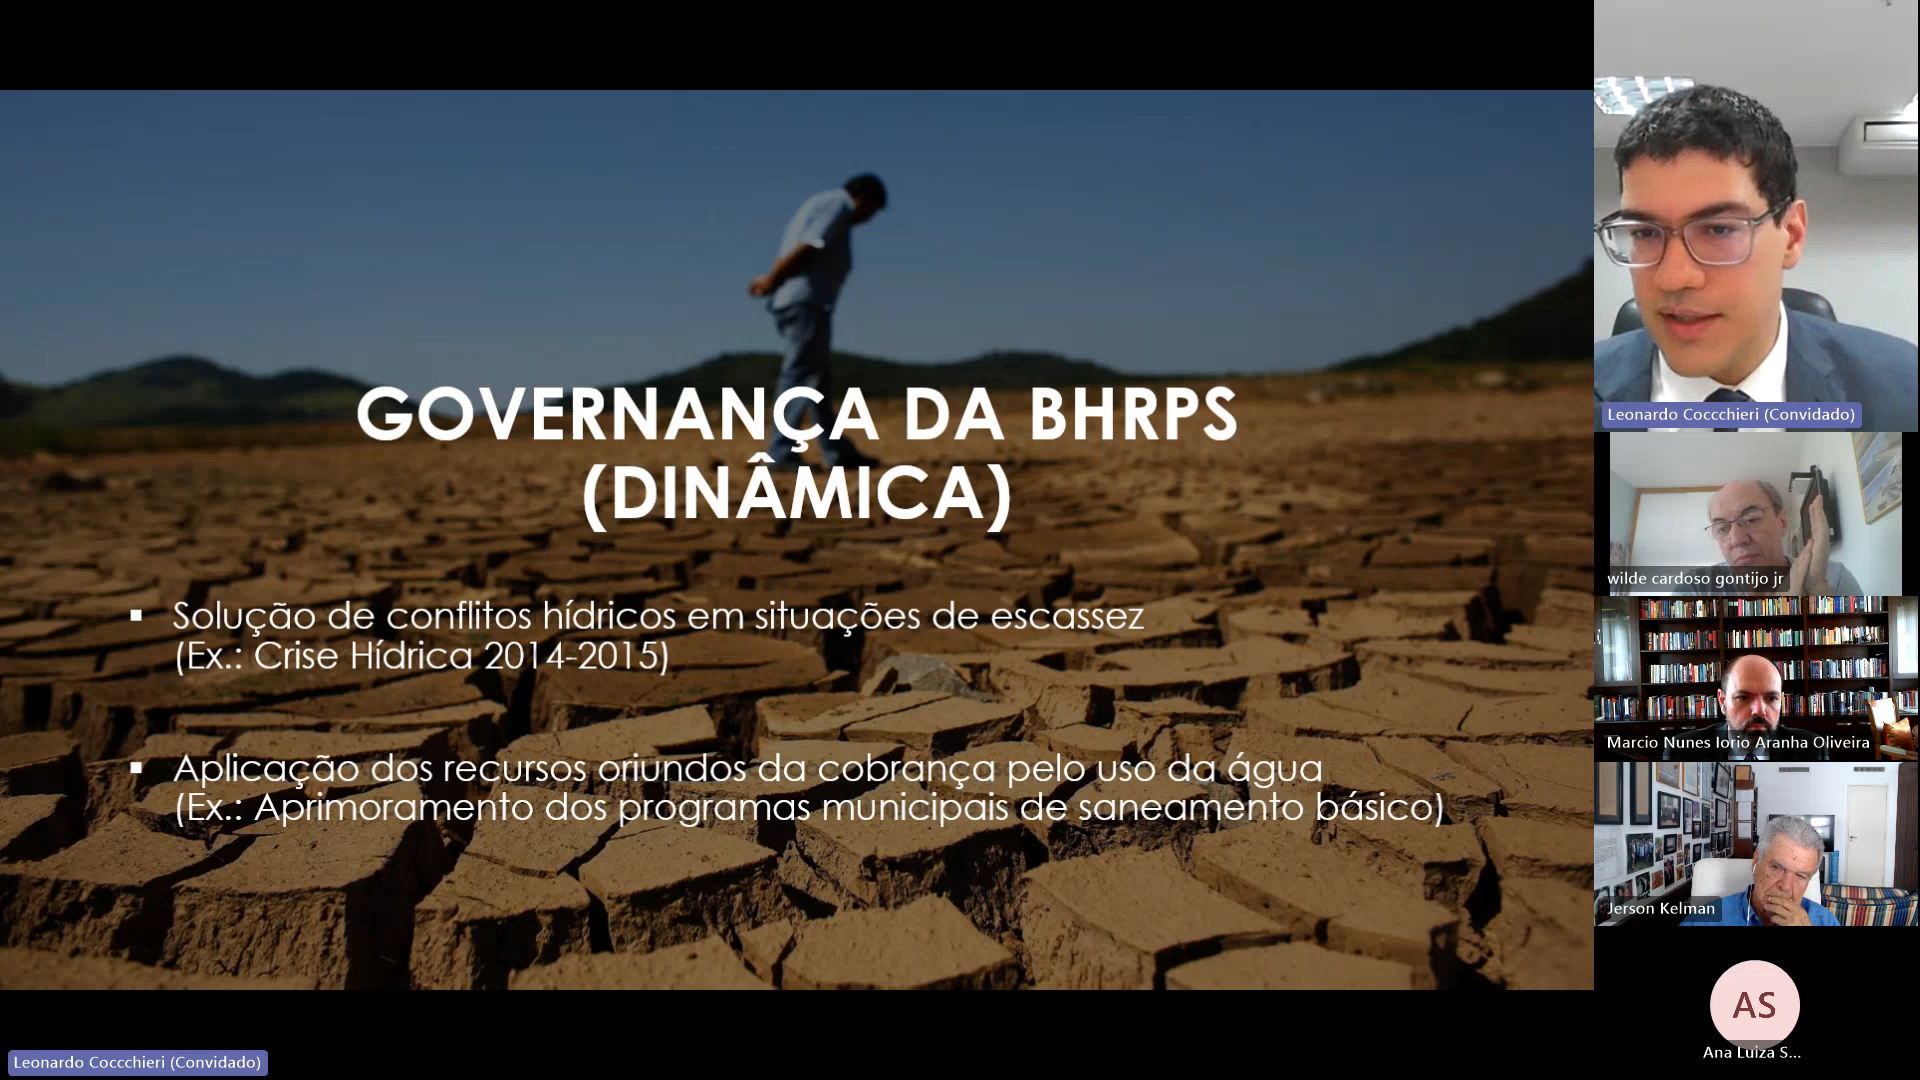 GOVERNANÇA DA BHRPS
(DINÂMICA)
▪ Solução de conflitos hídricos em situações de escassez
(Ex.: Crise Hídrica 2014-2015)
▪ Aplicação dos recursos oriundos da cobrança pelo uso da água
(Ex.: Aprimoramento dos programas municipais de saneamento básico)
Leonardo Coccchieri (Convidado)
Leonardo Coccchieri (Convidado)
wilde cardoso gontijo jr
Marcio Nunes Iorio Aranha Oliveira
Jerson Kelman
AS
Ana Luiza S...